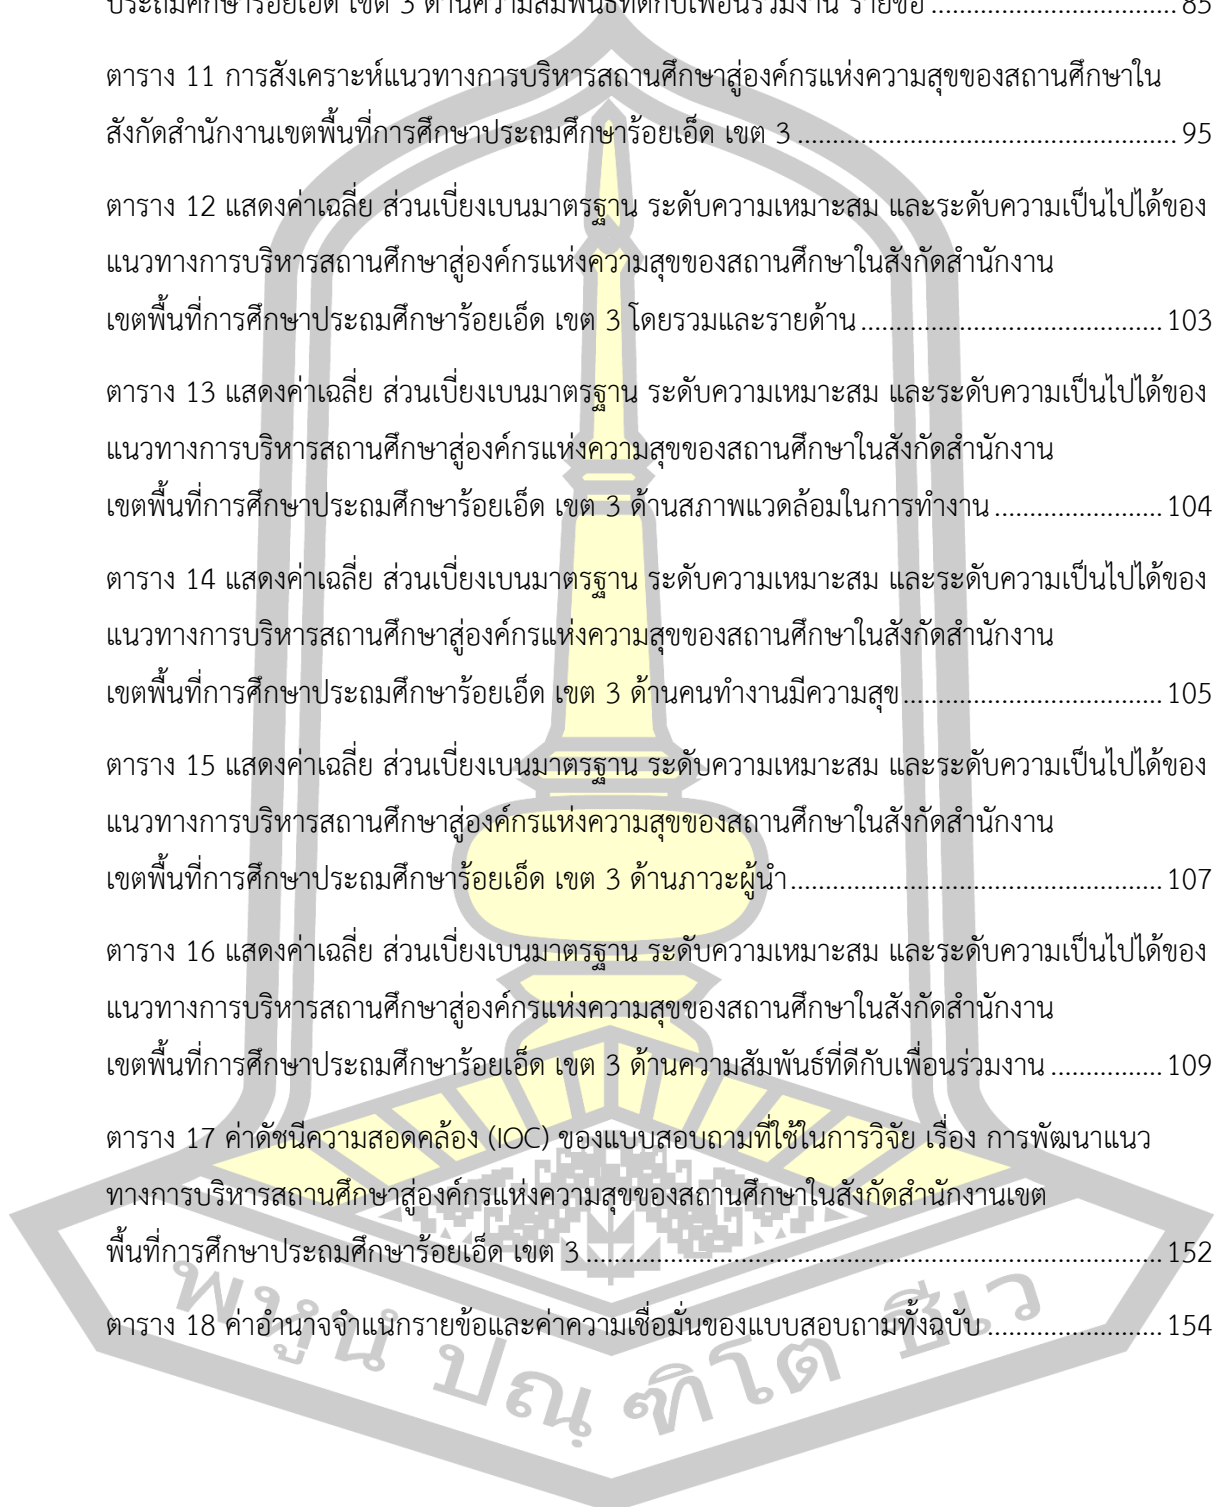 ประถมศึกษาร้อยเอ็ด เขต 3 ด้านความสัมพันธ์ที่ดีกับเพื่อนร่วมงาน รายข้อ ................................... 85
ตาราง 11 การสังเคราะห์แนวทางการบริหารสถานศึกษาสู่องค์กรแห่งความสุขของสถานศึกษาใน
สังกัดสำนักงานเขตพื้นที่การศึกษาประถมศึกษาร้อยเอ็ด เขต 3 ...................................................... 95
ตาราง 12 แสดงค่าเฉลี่ย ส่วนเบี่ยงเบนมาตรฐาน ระดับความเหมาะสม และระดับความเป็นไปได้ของ
แนวทางการบริหารสถานศึกษาสู่องค์กรแห่งความสุขของสถานศึกษาในสังกัดสำนักงาน
เขตพื้นที่การศึกษาประถมศึกษาร้อยเอ็ด เขต 3 โดยรวมและรายด้าน ........................................... 103
ตาราง 13 แสดงค่าเฉลี่ย ส่วนเบี่ยงเบนมาตรฐาน ระดับความเหมาะสม และระดับความเป็นไปได้ของ
แนวทางการบริหารสถานศึกษาสู่องค์กรแห่งความสุขของสถานศึกษาในสังกัดสำนักงาน
เขตพื้นที่การศึกษาประถมศึกษาร้อยเอ็ด เขต 3 ด้านสภาพแวดล้อมในการทำงาน ........................ 104
ตาราง 14 แสดงค่าเฉลี่ย ส่วนเบี่ยงเบนมาตรฐาน ระดับความเหมาะสม และระดับความเป็นไปได้ของ
แนวทางการบริหารสถานศึกษาสู่องค์กรแห่งความสุขของสถานศึกษาในสังกัดสำนักงาน
เขตพื้นที่การศึกษาประถมศึกษาร้อยเอ็ด เขต 3 ด้านคนทำงานมีความสุข ..................................... 105
ตาราง 15 แสดงค่าเฉลี่ย ส่วนเบี่ยงเบนมาตรฐาน ระดับความเหมาะสม และระดับความเป็นไปได้ของ
แนวทางการบริหารสถานศึกษาสู่องค์กรแห่งความสุขของสถานศึกษาในสังกัดสำนักงาน
เขตพื้นที่การศึกษาประถมศึกษาร้อยเอ็ด เขต 3 ด้านภาวะผู้นำ ..................................................... 107
ตาราง 16 แสดงค่าเฉลี่ย ส่วนเบี่ยงเบนมาตรฐาน ระดับความเหมาะสม และระดับความเป็นไปได้ของ
แนวทางการบริหารสถานศึกษาสู่องค์กรแห่งความสุขของสถานศึกษาในสังกัดสำนักงาน
เขตพื้นที่การศึกษาประถมศึกษาร้อยเอ็ด เขต 3 ด้านความสัมพันธ์ที่ดีกับเพื่อนร่วมงาน ................ 109
ตาราง 17 ค่าดัชนีความสอดคล้อง (IOC) ของแบบสอบถามที่ใช้ในการวิจัย เรื่อง การพัฒนาแนว
ทางการบริหารสถานศึกษาสู่องค์กรแห่งความสุขของสถานศึกษาในสังกัดสำนักงานเขต
พื้นที่การศึกษาประถมศึกษาร้อยเอ็ด เขต 3 .................................................................................. 152
ตาราง 18 ค่าอำนาจจำแนกรายข้อและค่าความเชื่อมั่นของแบบสอบถามทั้งฉบับ ......................... 154
พหุน ปณฺ ฑิโต ชีเว